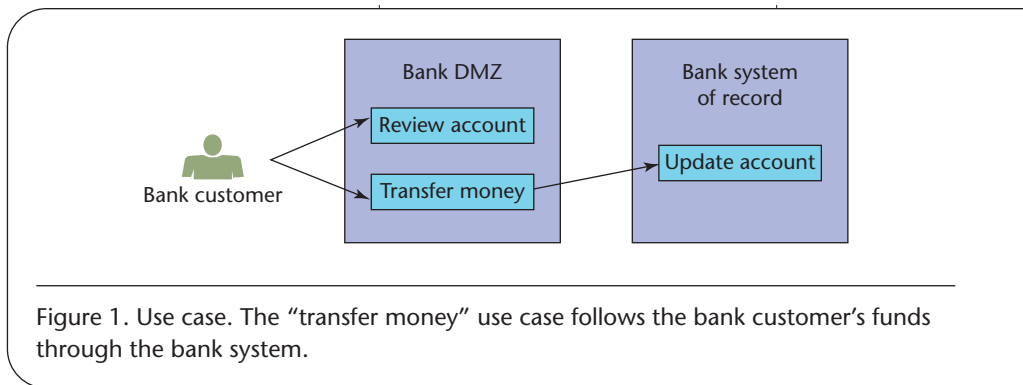 Bank DMZ
Bank system
of record
Review account
Update account
Transfer money
Bank customer
Figure 1. Use case. The “transfer money” use case follows the bank customer’s funds
through the bank system.